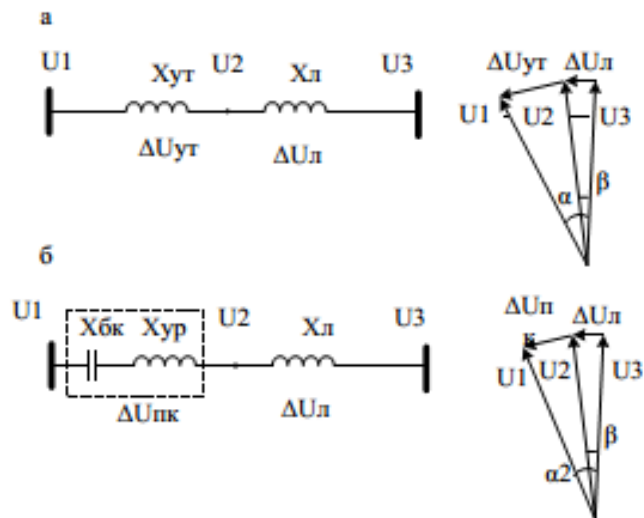 а
U1 Xут U2 Xл U3
ΔUут ΔUл
ΔUут ΔUл
U1 U2 U3
α β
б
U1 Xбк Xур U2 Xл U3
ΔUпк ΔUл
ΔUп ΔUл
к
U1 U2 U3
β
α2